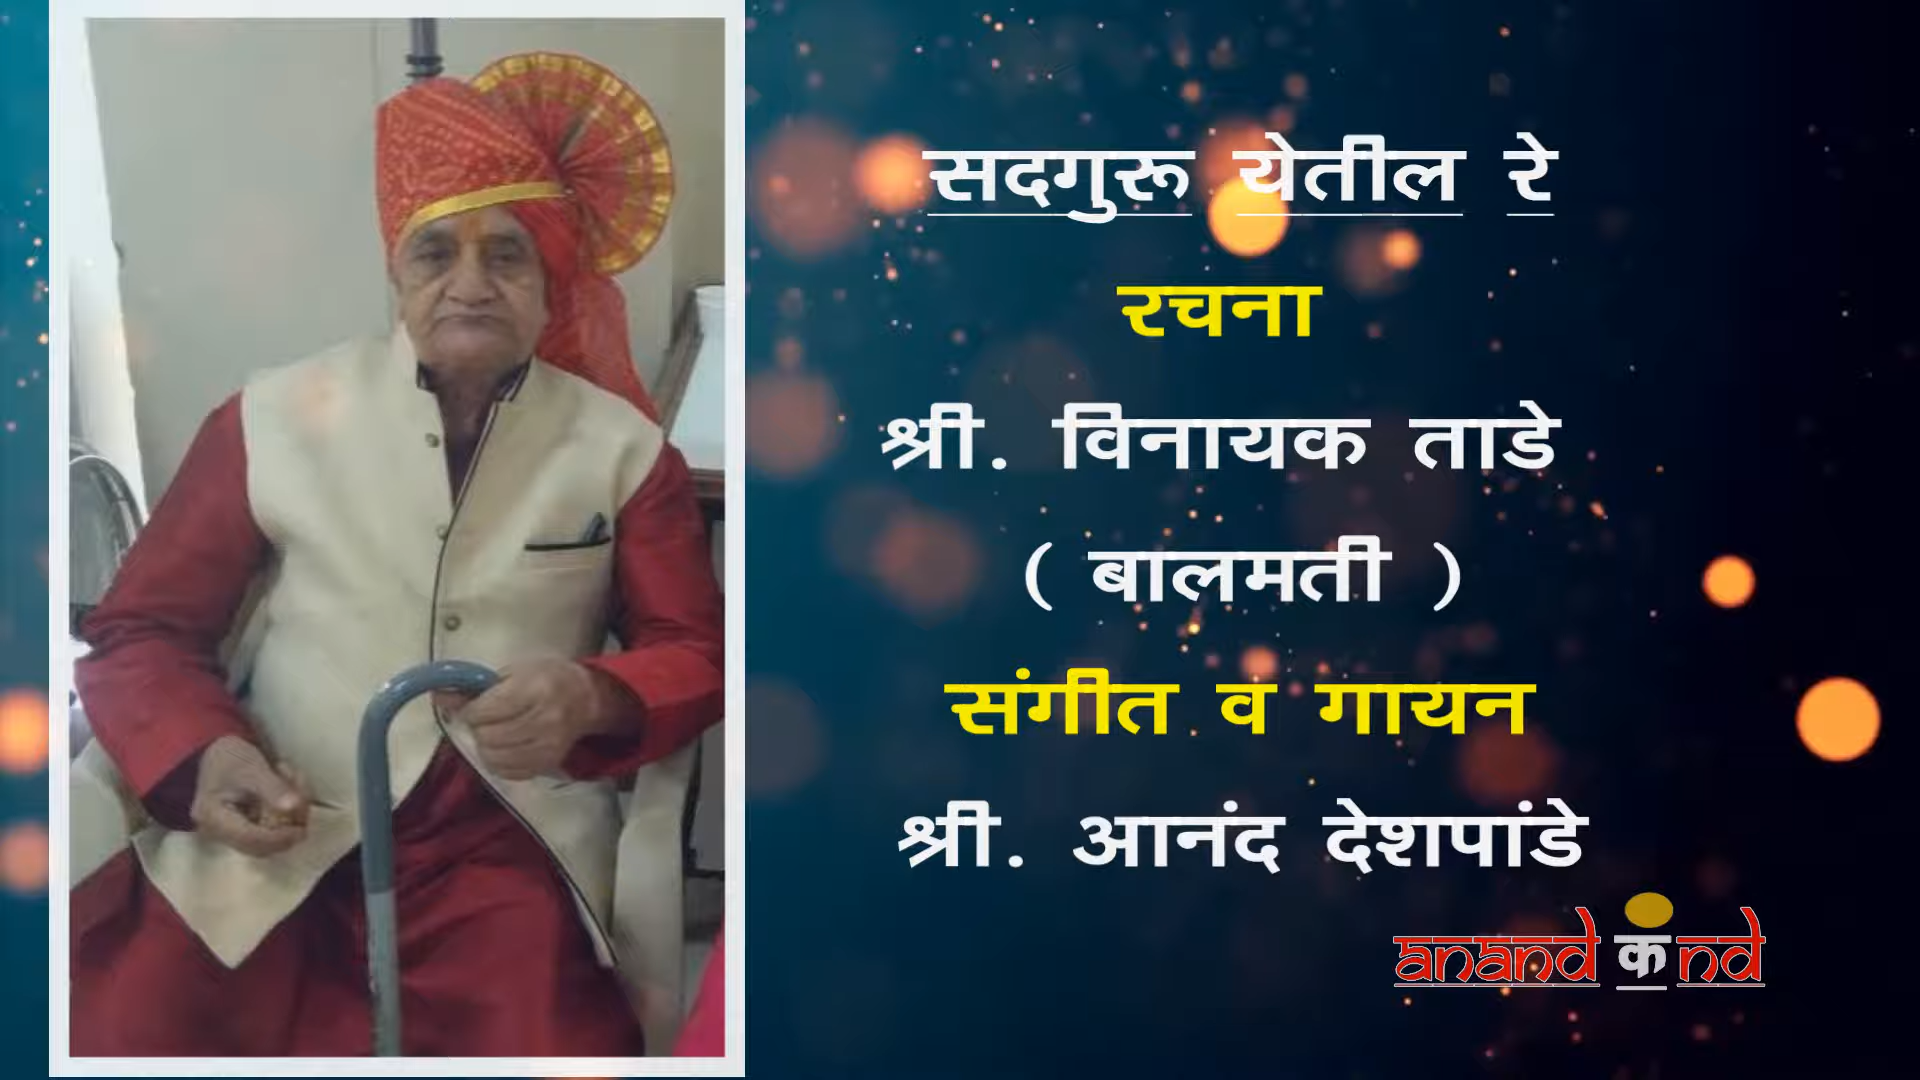 सदगुरू येतील रे
रचना
श्री. विनायक ताडे
( बालमती )
संगीत व गायन
श्री. आनंद देशपांडे
anand कं nd